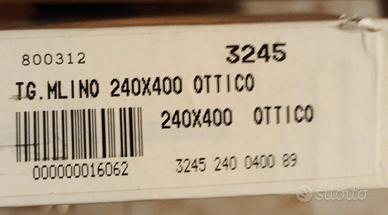 800312 3245
TG.MLINO 240X400 OTTICO
240X400 OTTICO
000000016062 3245 240 0400 89
subito